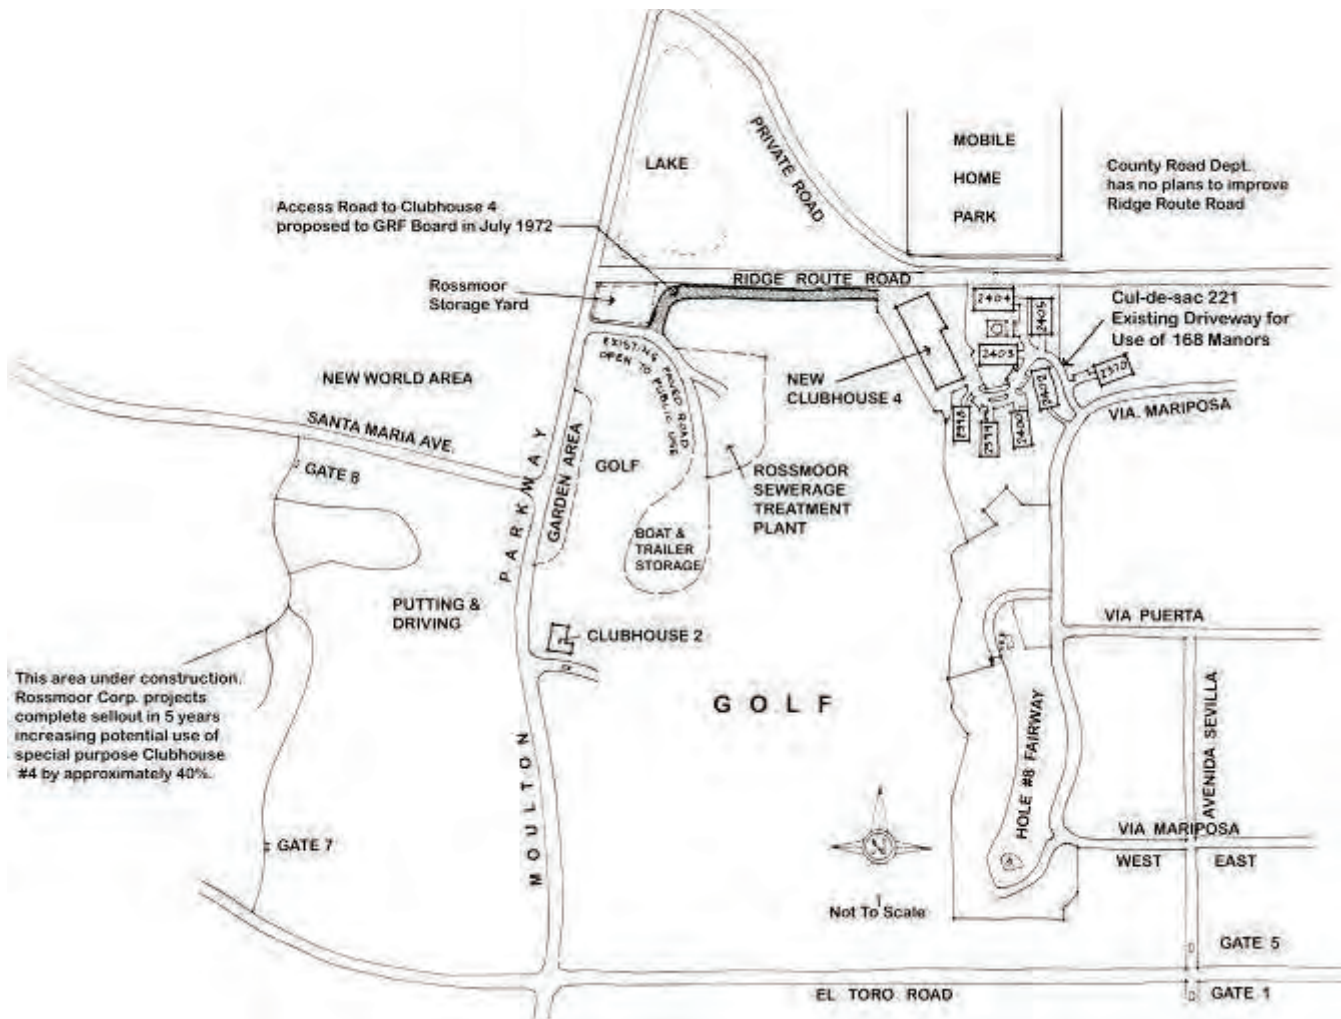 MOBILE
HOME
PARK
County Road Dept.
has no plans to improve
Ridge Route Road
PRIVATE ROAD
LAKE
Access Road to Clubhouse 4
proposed to GRF Board in July 1972
RIDGE ROUTE ROAD
Rossmoor
Storage Yard
2404
2405
Cul-de-sac 221
Existing Driveway for
Use of 168 Manors
2403
2370
2402
EXISTING PAVED ROAD
OPEN TO PUBLIC USE
NEW WORLD AREA
NEW
CLUBHOUSE 4
2398
2399
2400
VIA. MARIPOSA
SANTA MARIA AVE.
GATE 8
GARDEN AREA
GOLF
ROSSMOOR
SEWERAGE
TREATMENT
PLANT
BOAT &
TRAILER
STORAGE
PUTTING &
DRIVING
CLUBHOUSE 2
VIA PUERTA
This area under construction.
Rossmoor Corp. projects
complete sellout in 5 years
increasing potential use of
special purpose Clubhouse
#4 by approximately 40%.
GOLF
HOLE #8 FAIRWAY
AVENIDA SEVILLA
MOULTON PARKWAY
GATE 7
VIA MARIPOSA
WEST EAST
N
Not To Scale
GATE 5
EL TORO ROAD
GATE 1